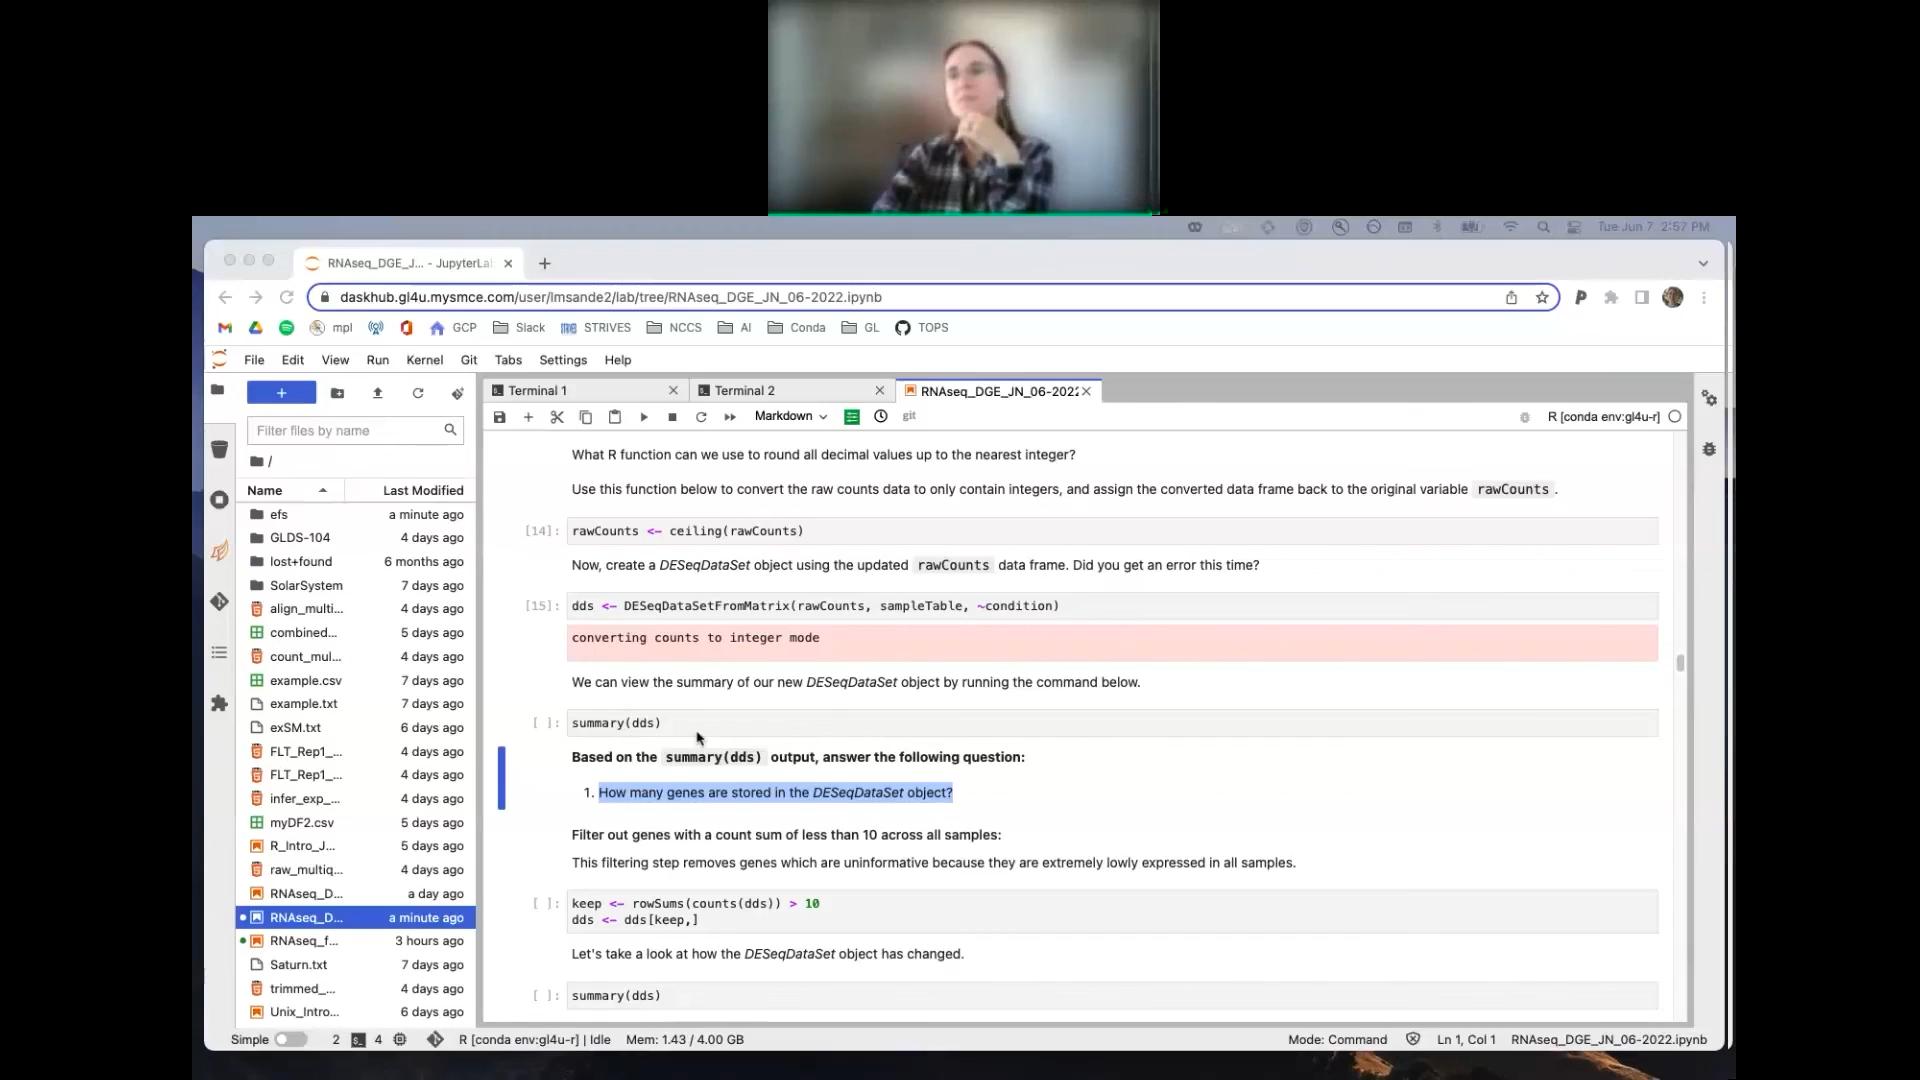 Tue Jun 7 2:57 PM
RNAseq_DGE_J... - JupyterLa
daskhub.gl4u.mysmce.com/user/lmsande2/lab/tree/RNAseq_DGE_JN_06-2022.ipynb
mpl GCP Slack STRIVES NCCS AI Conda GL TOPS
File Edit View Run Kernel Git Tabs Settings Help
Terminal 1 Terminal 2 RNAseq_DGE_JN_06-2022
Markdown git R [conda env:gl4u-r]
Filter files by name
/
Name Last Modified
efs a minute ago
GLDS-104 4 days ago
lost+found 6 months ago
SolarSystem 7 days ago
align_multi... 4 days ago
combined... 5 days ago
count_mul... 4 days ago
example.csv 7 days ago
example.txt 7 days ago
exSM.txt 6 days ago
FLT_Rep1_... 4 days ago
FLT_Rep1_... 4 days ago
infer_exp_... 4 days ago
myDF2.csv 5 days ago
R_Intro_J... 5 days ago
raw_multiq... 4 days ago
RNAseq_D... a day ago
RNAseq_D... a minute ago
RNAseq_f... 3 hours ago
Saturn.txt 7 days ago
trimmed_... 4 days ago
Unix_Intro... 6 days ago
What R function can we use to round all decimal values up to the nearest integer?
Use this function below to convert the raw counts data to only contain integers, and assign the converted data frame back to the original variable rawCounts .
[14]: rawCounts <- ceiling(rawCounts)
Now, create a DESeqDataSet object using the updated rawCounts data frame. Did you get an error this time?
[15]: dds <- DESeqDataSetFromMatrix(rawCounts, sampleTable, ~condition)
converting counts to integer mode
We can view the summary of our new DESeqDataSet object by running the command below.
[ ]: summary(dds)
Based on the summary(dds) output, answer the following question:
1. How many genes are stored in the DESeqDataSet object?
Filter out genes with a count sum of less than 10 across all samples:
This filtering step removes genes which are uninformative because they are extremely lowly expressed in all samples.
[ ]: keep <- rowSums(counts(dds)) > 10
dds <- dds[keep,]
Let's take a look at how the DESeqDataSet object has changed.
[ ]: summary(dds)
Simple 2 4 R [conda env:gl4u-r] | Idle Mem: 1.43 / 4.00 GB Mode: Command Ln 1, Col 1 RNAseq_DGE_JN_06-2022.ipynb